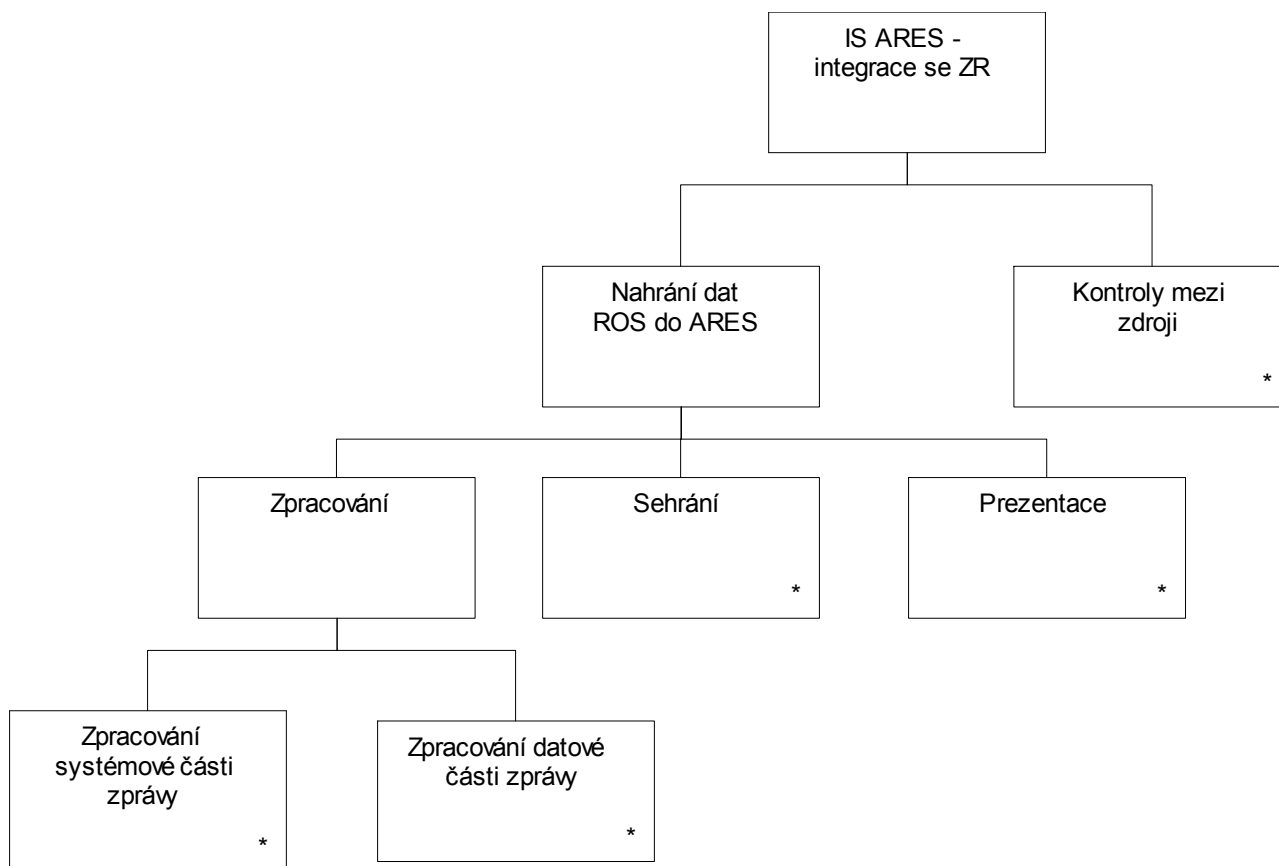 IS ARES -
integrace se ZR
Nahrání dat
ROS do ARES
Kontroly mezi
zdroji
*
Zpracování
Sehrání
*
Prezentace
*
Zpracování
systémové části
zprávy
*
Zpracování datové
části zprávy
*